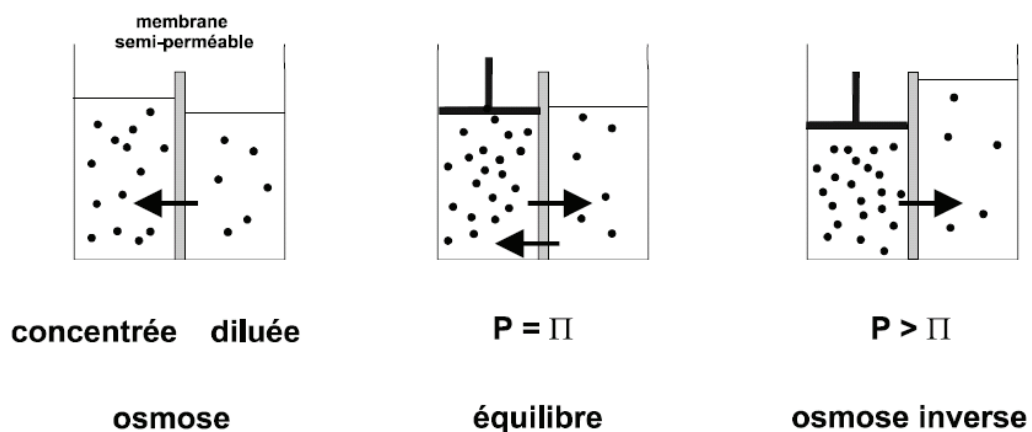 membrane
semi-perméable
concentrée diluée
P = Π
P > Π
osmose
équilibre
osmose inverse